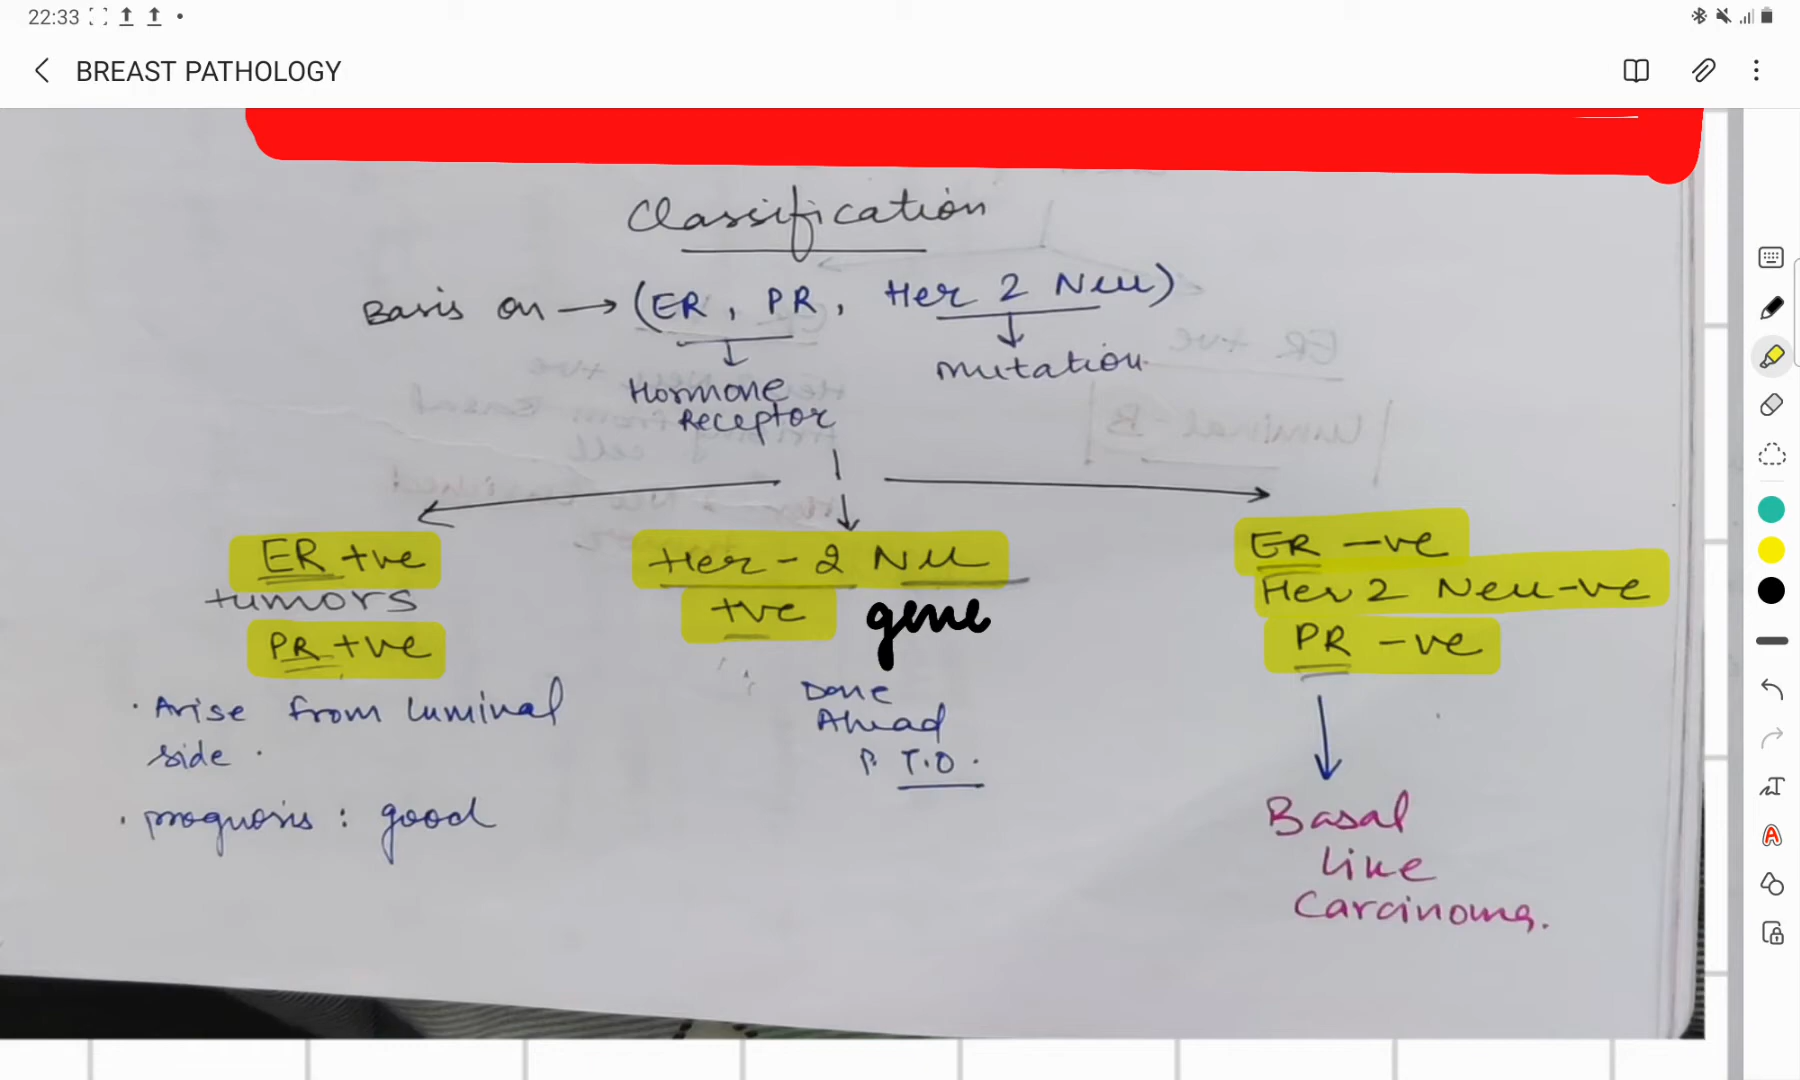 22:33
BREAST PATHOLOGY
Classification
Basis on → (ER, PR, Her 2 Neu)
Hormone Receptor
Mutation
ER +ve
tumors
PR +ve
· Arise from luminal
side ·
· prognosis : good
Her - 2 Nu
+ve gene
Done
Ahead
P. T.O.
ER -ve
Her 2 Neu -ve
PR -ve
Basal
like
Carcinoma.